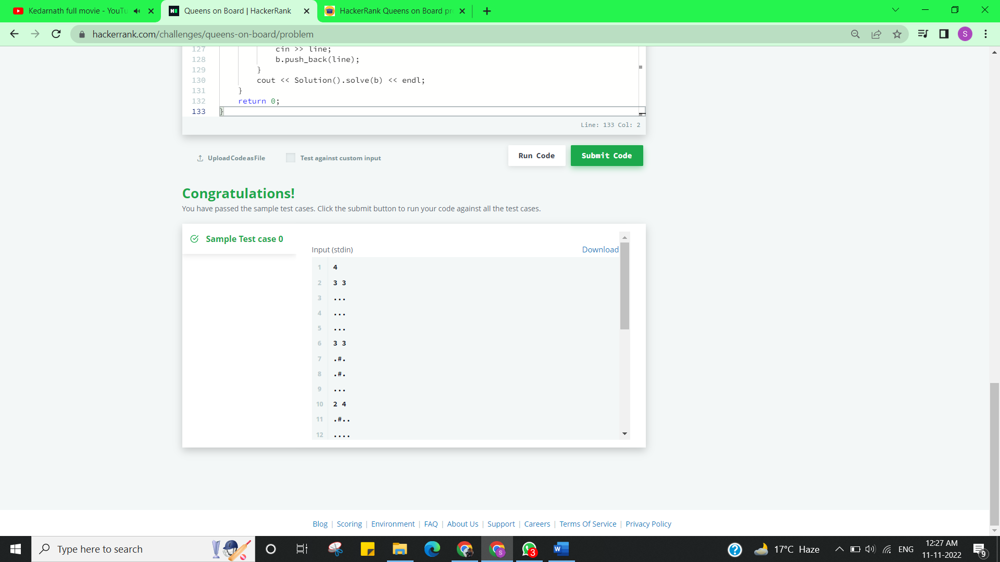 Kedarnath full movie - YouTu
Queens on Board | HackerRank
HackerRank Queens on Board pr
hackerrank.com/challenges/queens-on-board/problem
S
127 cin >> line;
128 b.push_back(line);
129 }
130 cout << Solution().solve(b) << endl;
131 }
132 return 0;
133 }
Line: 133 Col: 2
Upload Code as File
Test against custom input
Run Code
Submit Code
Congratulations!
You have passed the sample test cases. Click the submit button to run your code against all the test cases.
Sample Test case 0
Input (stdin)
Download
1 4
2 3 3
3 ...
4 ...
5 ...
6 3 3
7 .#.
8 .#.
9 ...
10 2 4
11 .#..
12 ....
Blog | Scoring | Environment | FAQ | About Us | Support | Careers | Terms Of Service | Privacy Policy
Type here to search
S
3
W
17°C Haze
ENG
12:27 AM
11-11-2022
9